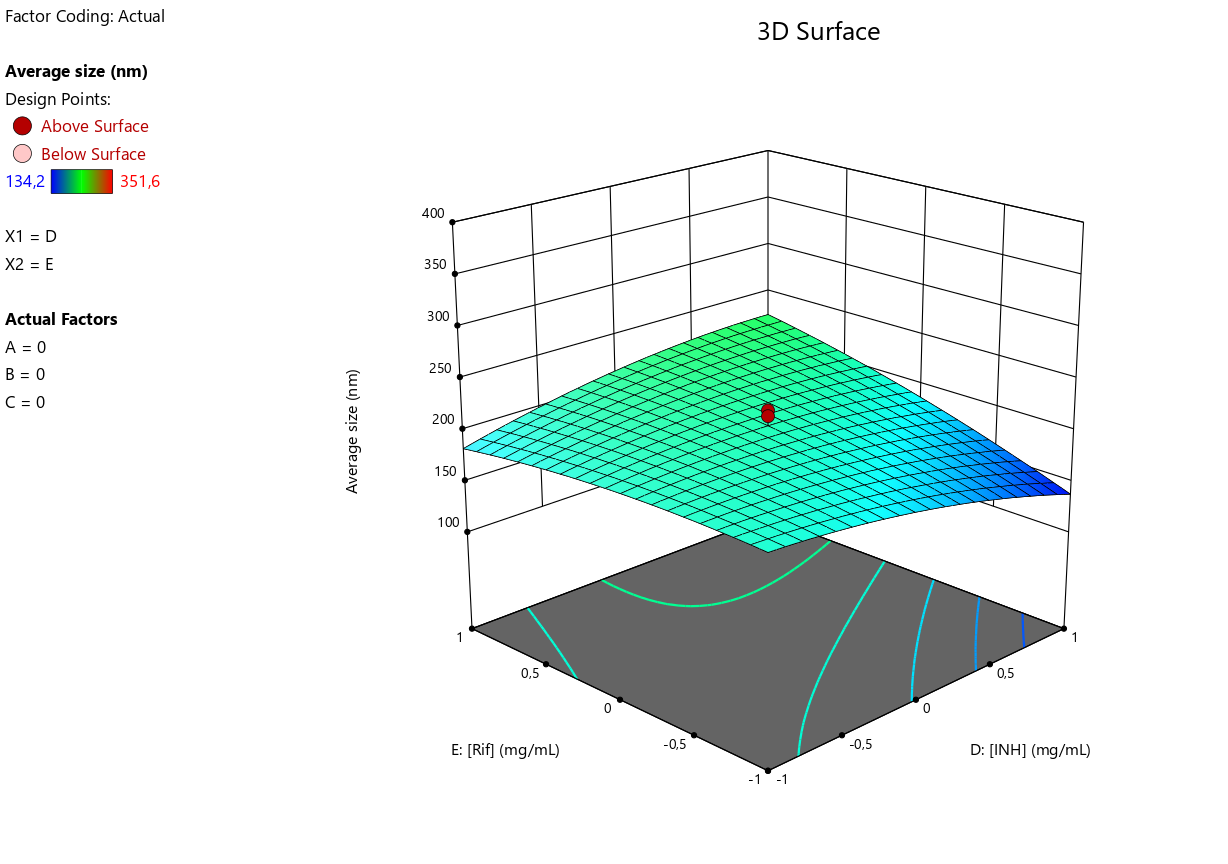 Factor Coding: Actual
3D Surface
Average size (nm)
Design Points:
Above Surface
Below Surface
134,2 351,6
X1 = D
X2 = E
Actual Factors
A = 0
B = 0
C = 0
400
350
300
250
200
150
100
Average size (nm)
1
0,5
0
-0,5
-1
E: [Rif] (mg/mL)
-1
-0,5
0
0,5
1
D: [INH] (mg/mL)